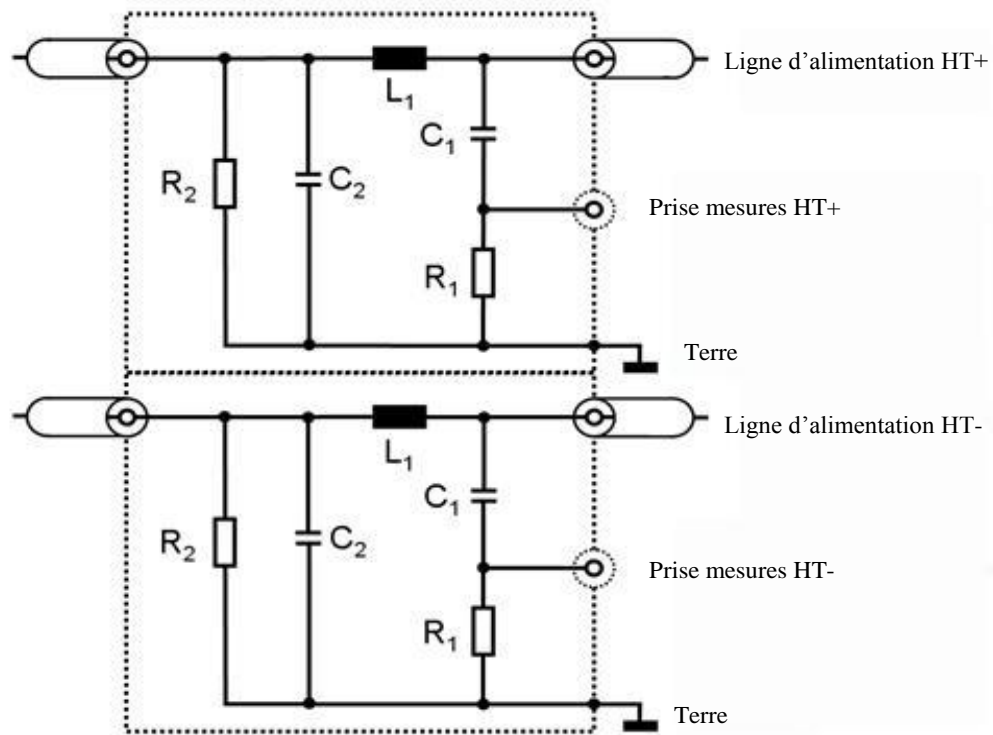 Ligne d'alimentation HT+
L1
C1
R2
C2
Prise mesures HT+
R1
Terre
Ligne d'alimentation HT-
L1
C1
R2
C2
Prise mesures HT-
R1
Terre